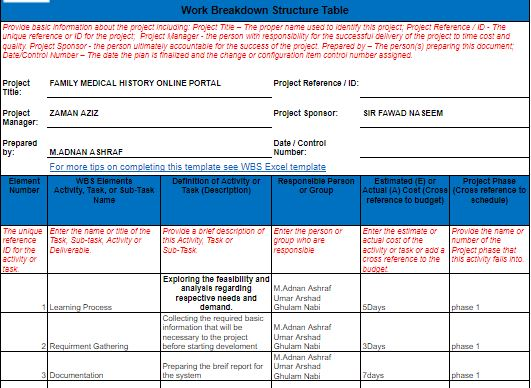 Work Breakdown Structure Table
Provide basic information about the project including: Project Title – The proper name used to identify this project; Project Reference / ID - The
unique reference or ID for the project; Project Manager - the person with responsibility for the successful delivery of the project to time cost and
quality. Project Sponsor - the person ultimately accountable for the success of the project. Prepared by – The person(s) preparing this document;
Date/Control Number – The date the plan is finalized and the change or configuration item control number assigned.
Project Title: FAMILY MEDICAL HISTORY ONLINE PORTAL Project Reference / ID:
Project Manager: ZAMAN AZIZ Project Sponsor: SIR FAWAD NASEEM
Prepared by: M.ADNAN ASHRAF Date / Control Number:
For more tips on completing this template see WBS Excel template
Element Number
WBS Elements
Activity, Task, or Sub-Task
Name
Definition of Activity or
Task (Description)
Responsible Person
or Group
Estimated (E) or
Actual (A) Cost (Cross
reference to budget)
Project Phase
(Cross reference to
schedule)
The unique
reference
ID for the
activity or
task.
Enter the name or title of the
Task, Sub-task, Activity or
Deliverable.
Provide a brief description of
this Activity, Task or
Sub-Task.
Enter the person or
group who are
responsible
Enter the estimate or
actual cost of the
activity or task or add a
cross reference to the
budget.
Provide the name or
number of the
Project phase that
this activity falls into.
1 Learning Process
Exploring the feasibility and
analysis regarding
respective needs and
demand.
M.Adnan Ashraf
Umar Arshad
Ghulam Nabi
5Days
phase 1
2 Requirment Gathering
Collecting the required basic
information that will be
necessary to the project
before starting develoment
M.Adnan Ashraf
Umar Arshad
Ghulam Nabi
3Days
phase 1
3 Documentation
Preparing the breif report for
the system
M.Adnan Ashraf
Umar Arshad
Ghulam Nabi
7days
phase 1